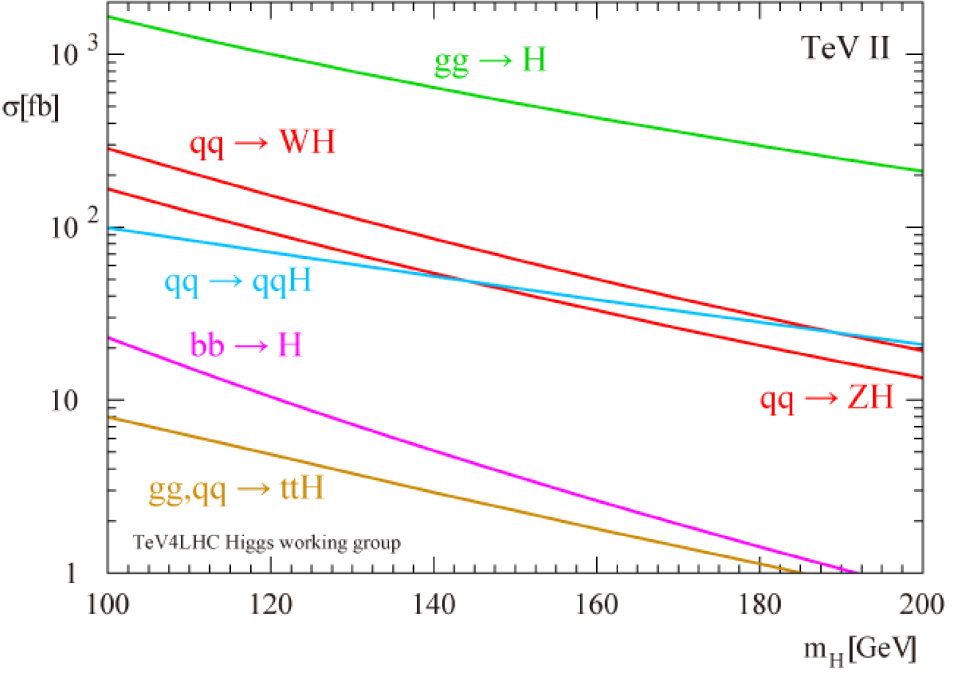 10³
TeV II
gg → H
σ[fb]
qq → WH
10²
qq → qqH
bb → H
10
qq → ZH
gg,qq → ttH
TeV4LHC Higgs working group
1
100 120 140 160 180 200
m_H [GeV]